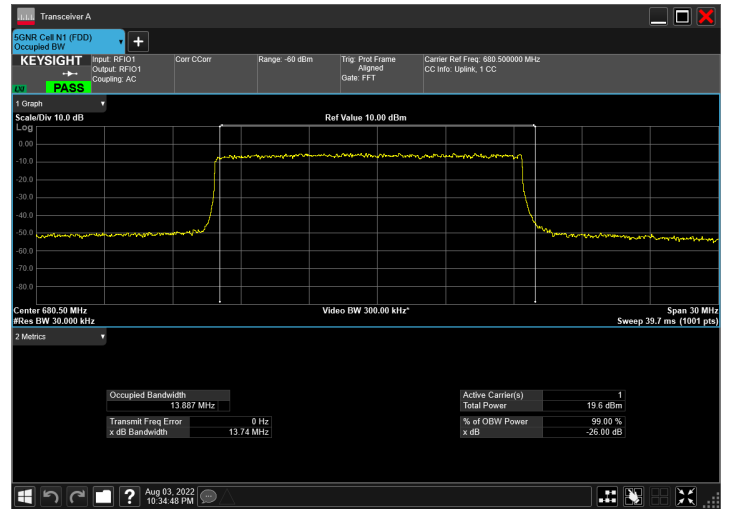 Transceiver A
5GNR Cell N1 (FDD)
Occupied BW
KEYSIGHT
LXI
PASS
Input: RFIO1
Output: RFIO1
Coupling: AC
Corr CCorr
Range: -60 dBm
Trig: Prot Frame
Aligned
Gate: FFT
Carrier Ref Freq: 680.500000 MHz
CC Info: Uplink, 1 CC
1 Graph
Scale/Div 10.0 dB
Ref Value 10.00 dBm
Log
0.00
-10.0
-20.0
-30.0
-40.0
-50.0
-60.0
-70.0
-80.0
Center 680.50 MHz
Video BW 300.00 kHz*
Span 30 MHz
#Res BW 30.000 kHz
Sweep 39.7 ms (1001 pts)
2 Metrics
Occupied Bandwidth
13.887 MHz
Transmit Freq Error 0 Hz
x dB Bandwidth 13.74 MHz
Active Carrier(s) 1
Total Power 19.6 dBm
% of OBW Power 99.00 %
x dB -26.00 dB
?
Aug 03, 2022
10:34:48 PM